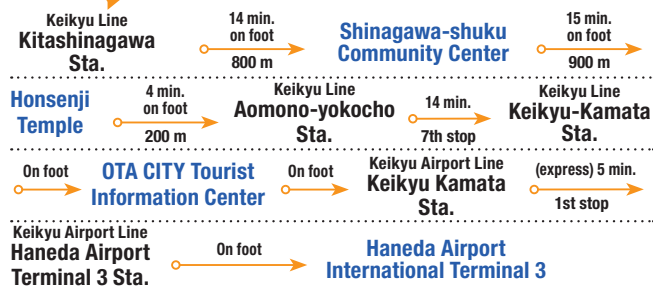 Keikyu Line
Kitashinagawa
Sta.
14 min.
on foot
800 m
Shinagawa-shuku
Community Center
15 min.
on foot
900 m
Honsenji
Temple
4 min.
on foot
200 m
Keikyu Line
Aomono-yokocho
Sta.
14 min.
7th stop
Keikyu Line
Keikyu-Kamata
Sta.
On foot
OTA CITY Tourist
Information Center
On foot
Keikyu Airport Line
Keikyu Kamata
Sta.
(express) 5 min.
1st stop
Keikyu Airport Line
Haneda Airport
Terminal 3 Sta.
On foot
Haneda Airport
International Terminal 3